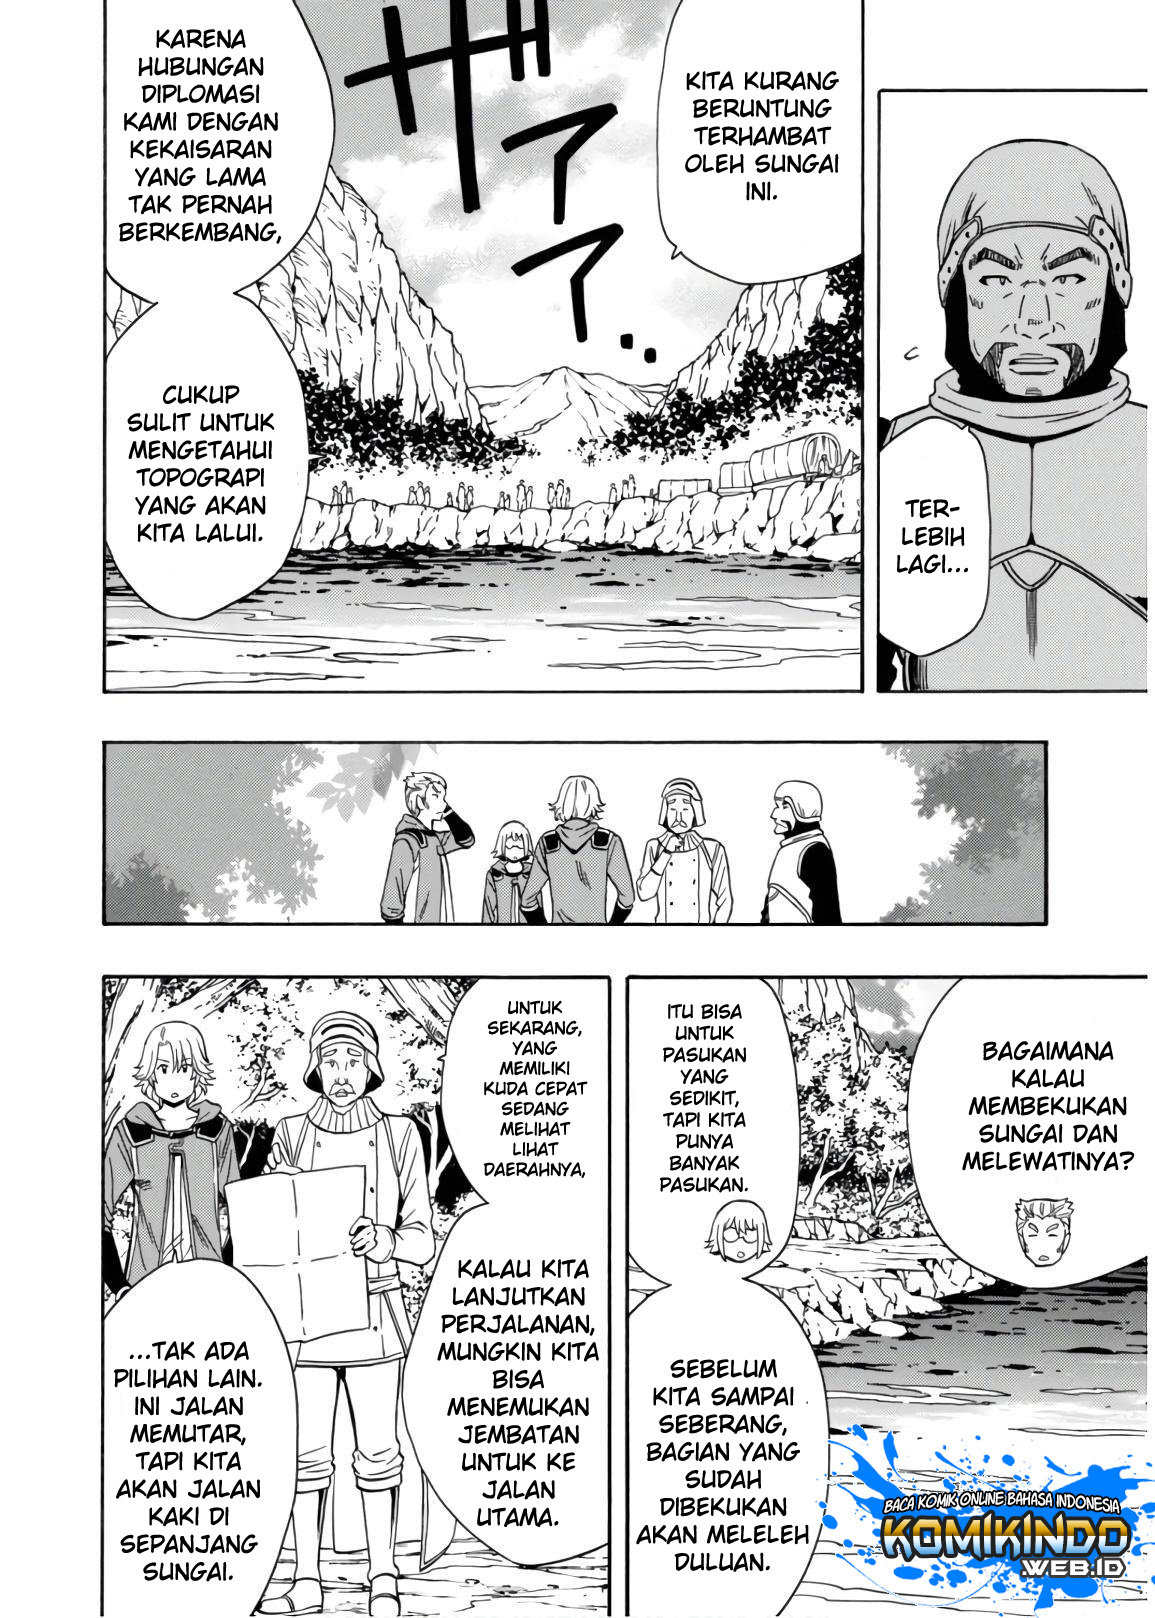 TER-
LEBIH
LAGI...
KITA KURANG
BERUNTUNG
TERHAMBAT
OLEH SUNGAI
INI.
ザァァ...
KARENA
HUBUNGAN
DIPLOMASI
KAMI DENGAN
KEKAISARAN
YANG LAMA
TAK PERNAH
BERKEMBANG,
CUKUP
SULIT UNTUK
MENGETAHUI
TOPOGRAPI
YANG AKAN
KITA LALUI.
BAGAIMANA
KALAU
MEMBEKUKAN
SUNGAI DAN
MELEWATINYA?
ITU BISA
UNTUK
PASUKAN
YANG
SEDIKIT,
TAPI KITA
PUNYA
BANYAK
PASUKAN.
SEBELUM
KITA SAMPAI
SEBERANG,
BAGIAN YANG
SUDAH
DIBEKUKAN
AKAN MELELEH
DULUAN.
UNTUK
SEKARANG,
YANG
MEMILIKI
KUDA CEPAT
SEDANG
MELIHAT
LIHAT
DAERAHNYA,
KALAU KITA
LANJUTKAN
PERJALANAN,
MUNGKIN KITA
BISA
MENEMUKAN
JEMBATAN
UNTUK KE
JALAN
UTAMA.
...TAK ADA
PILIHAN LAIN.
INI JALAN
MEMUTAR,
TAPI KITA
AKAN JALAN
KAKI DI
SEPANJANG
SUNGAI.
BACA KOMIK ONLINE BAHASA INDONESIA
KOMIKINDO
.WEB.ID